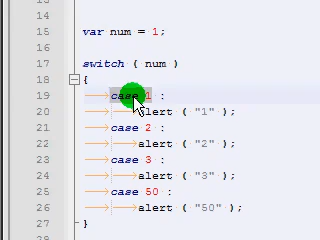 15 var num = 1;
16
17 switch ( num )
18 {
19 case 1 :
20 alert ( "1" );
21 case 2 :
22 alert ( "2" );
23 case 3 :
24 alert ( "3" );
25 case 50 :
26 alert ( "50" );
27 }